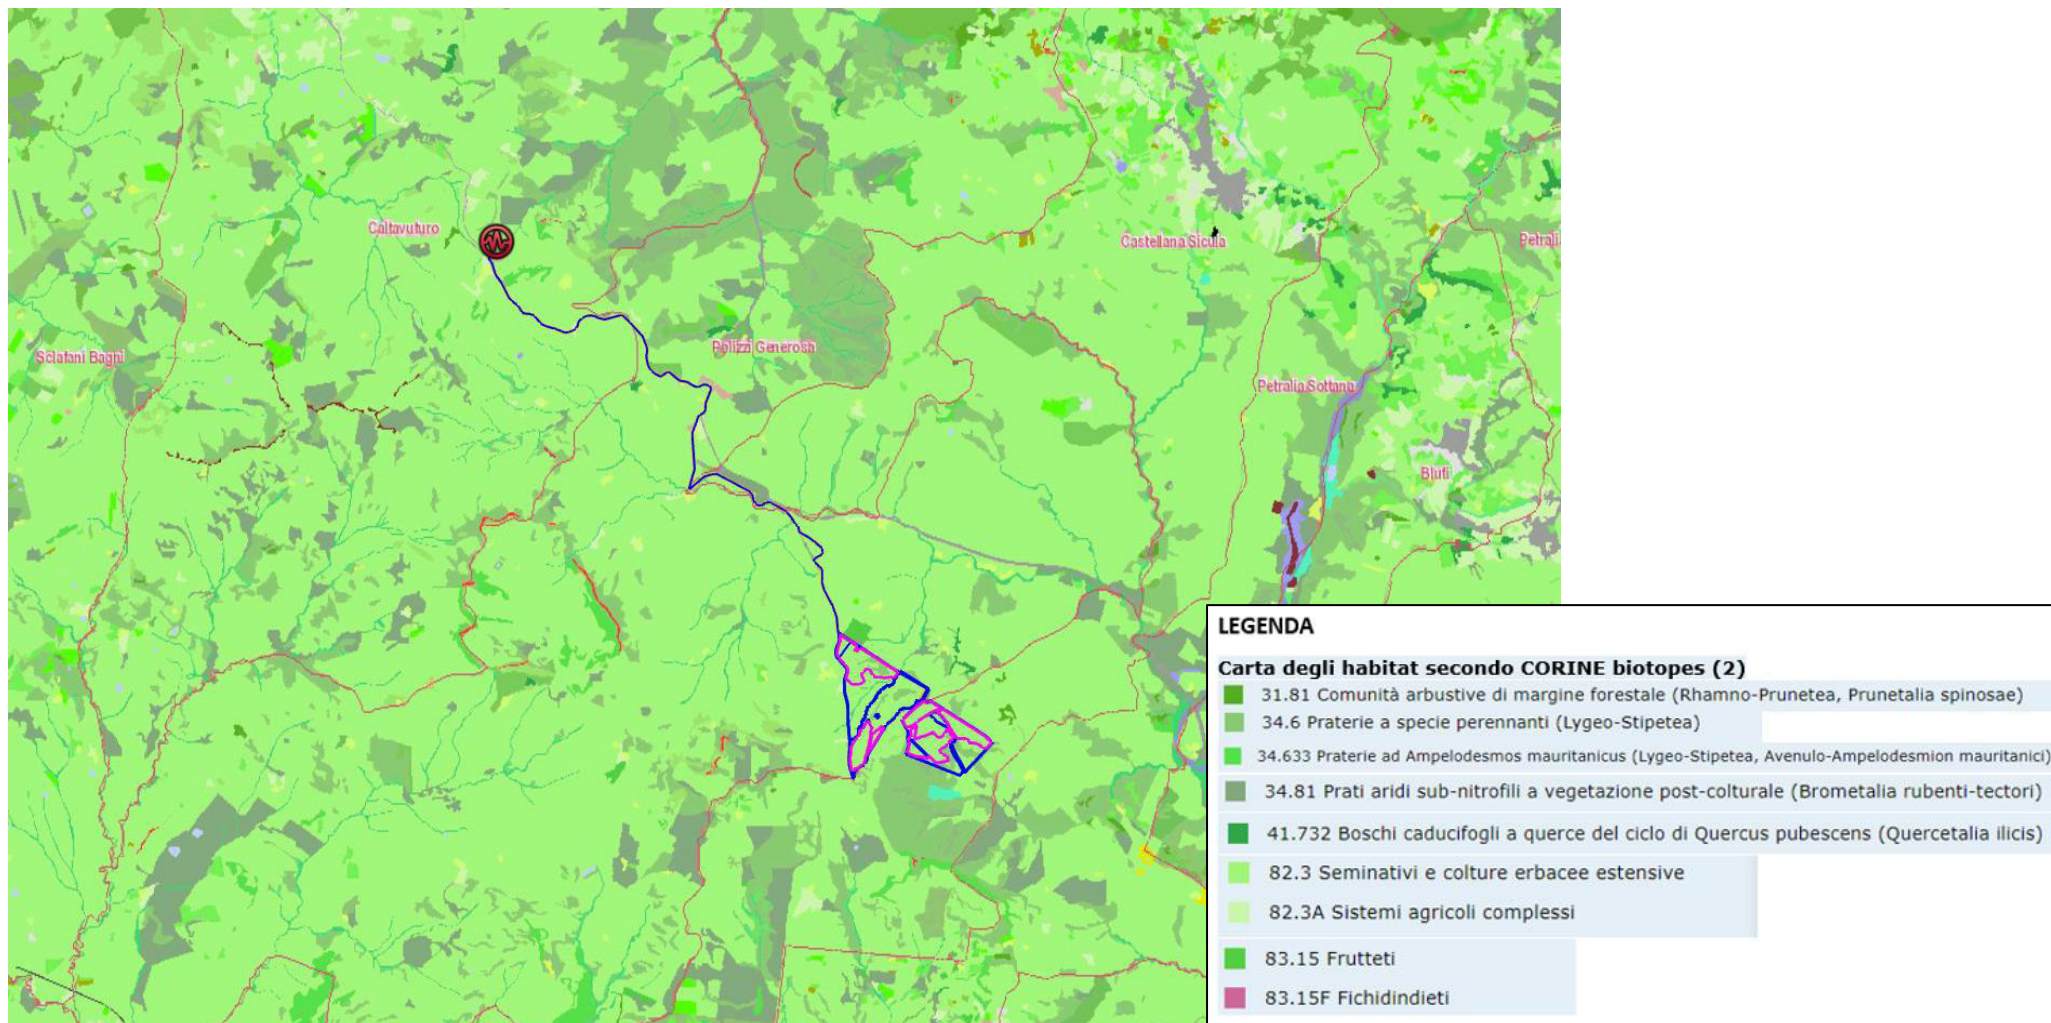 Caltavuturo
Castellana Sicula
Petrali
Polizzi Generosa
Sclafani Baghi
Petralia Sottana
Blufi
LEGENDA
Carta degli habitat secondo CORINE biotopes (2)
31.81 Comunità arbustive di margine forestale (Rhamno-Prunetea, Prunetalia spinosae)
34.6 Praterie a specie perennanti (Lygeo-Stipetea)
34.633 Praterie ad Ampelodesmos mauritanicus (Lygeo-Stipetea, Avenulo-Ampelodesmion mauritanici)
34.81 Prati aridi sub-nitrofili a vegetazione post-colturale (Brometalia rubenti-tectori)
41.732 Boschi caducifogli a querce del ciclo di Quercus pubescens (Quercetalia ilicis)
82.3 Seminativi e colture erbacee estensive
82.3A Sistemi agricoli complessi
83.15 Frutteti
83.15F Fichidindieti